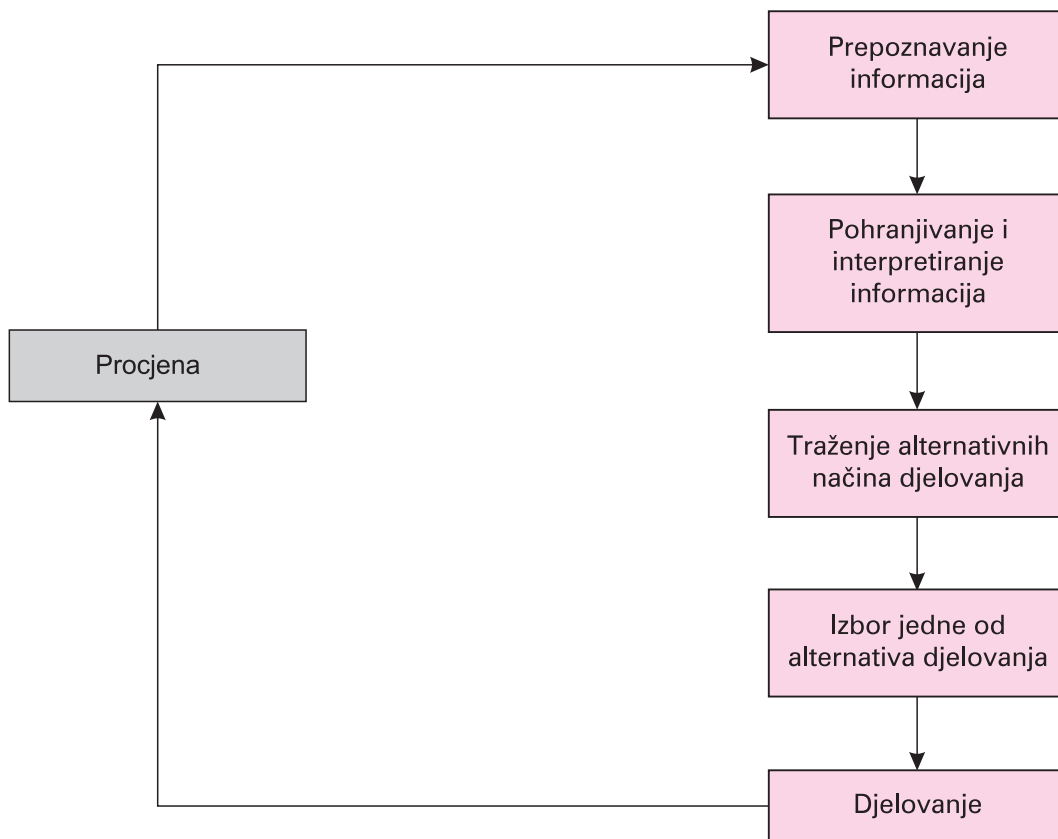 Prepoznavanje
informacija
Pohranjivanje i
interpretiranje
informacija
Procjena
Traženje alternativnih
načina djelovanja
Izbor jedne od
alternativa djelovanja
Djelovanje